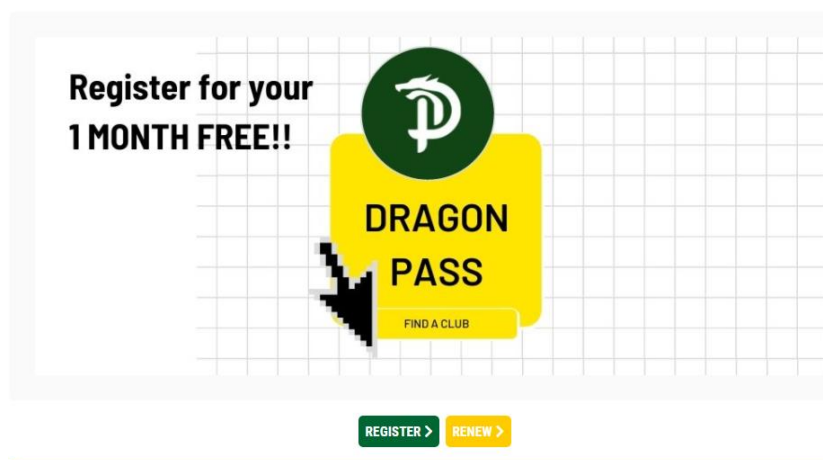 Register for your
1 MONTH FREE!!
DRAGON
PASS
FIND A CLUB
REGISTER >
RENEW >